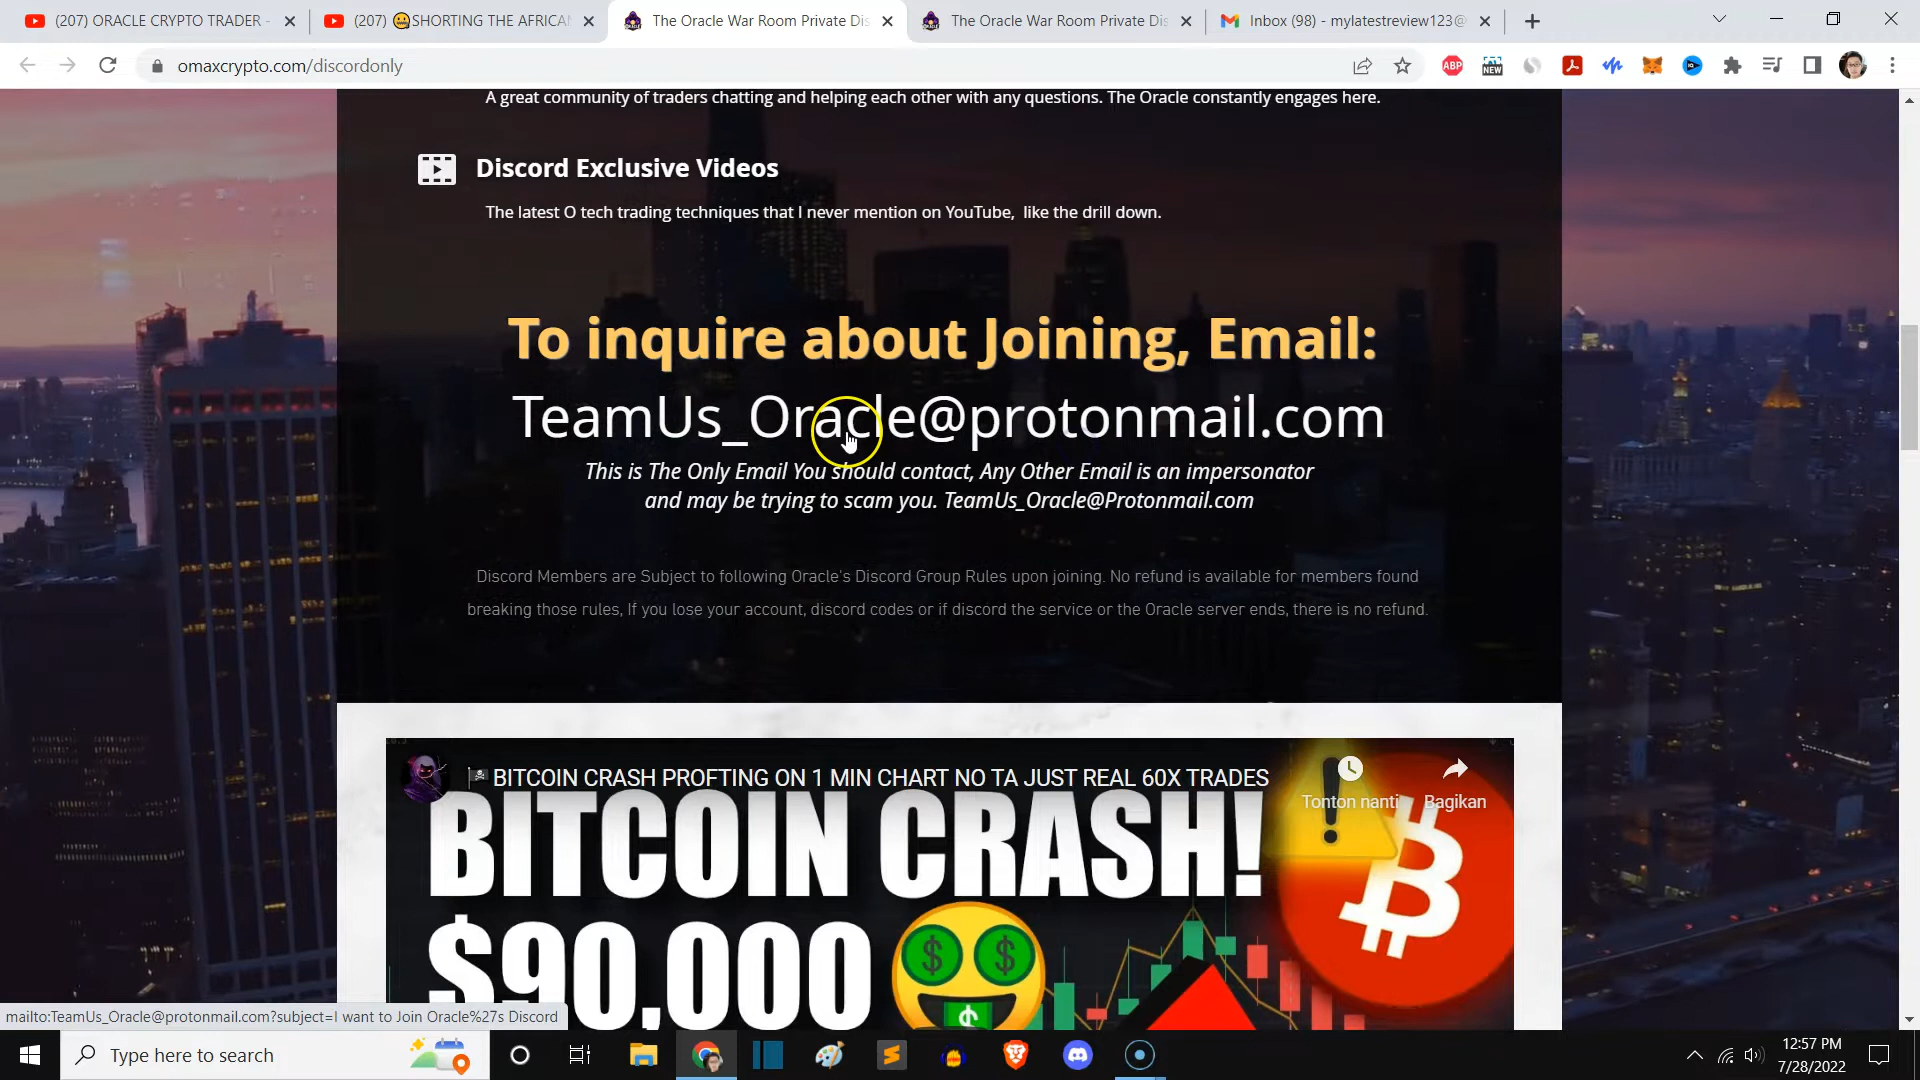 (207) ORACLE CRYPTO TRADER -
(207) 🤐SHORTING THE AFRICA
The Oracle War Room Private Dis
The Oracle War Room Private Dis
Inbox (98) - mylatestreview123@
omaxcrypto.com/discordonly
ABP
NEW
A great community of traders chatting and helping each other with any questions. The Oracle constantly engages here.
Discord Exclusive Videos
The latest O tech trading techniques that I never mention on YouTube, like the drill down.
To inquire about Joining, Email:
TeamUs_Oracle@protonmail.com
This is The Only Email You should contact, Any Other Email is an impersonator
and may be trying to scam you. TeamUs_Oracle@Protonmail.com
Discord Members are Subject to following Oracle's Discord Group Rules upon joining. No refund is available for members found
breaking those rules, If you lose your account, discord codes or if discord the service or the Oracle server ends, there is no refund.
🏴‍☠️ BITCOIN CRASH PROFTING ON 1 MIN CHART NO TA JUST REAL 60X TRADES
Tonton nanti
Bagikan
BITCOIN CRASH!
$90,000
mailto:TeamUs_Oracle@protonmail.com?subject=I want to Join Oracle%27s Discord
Type here to search
12:57 PM
7/28/2022